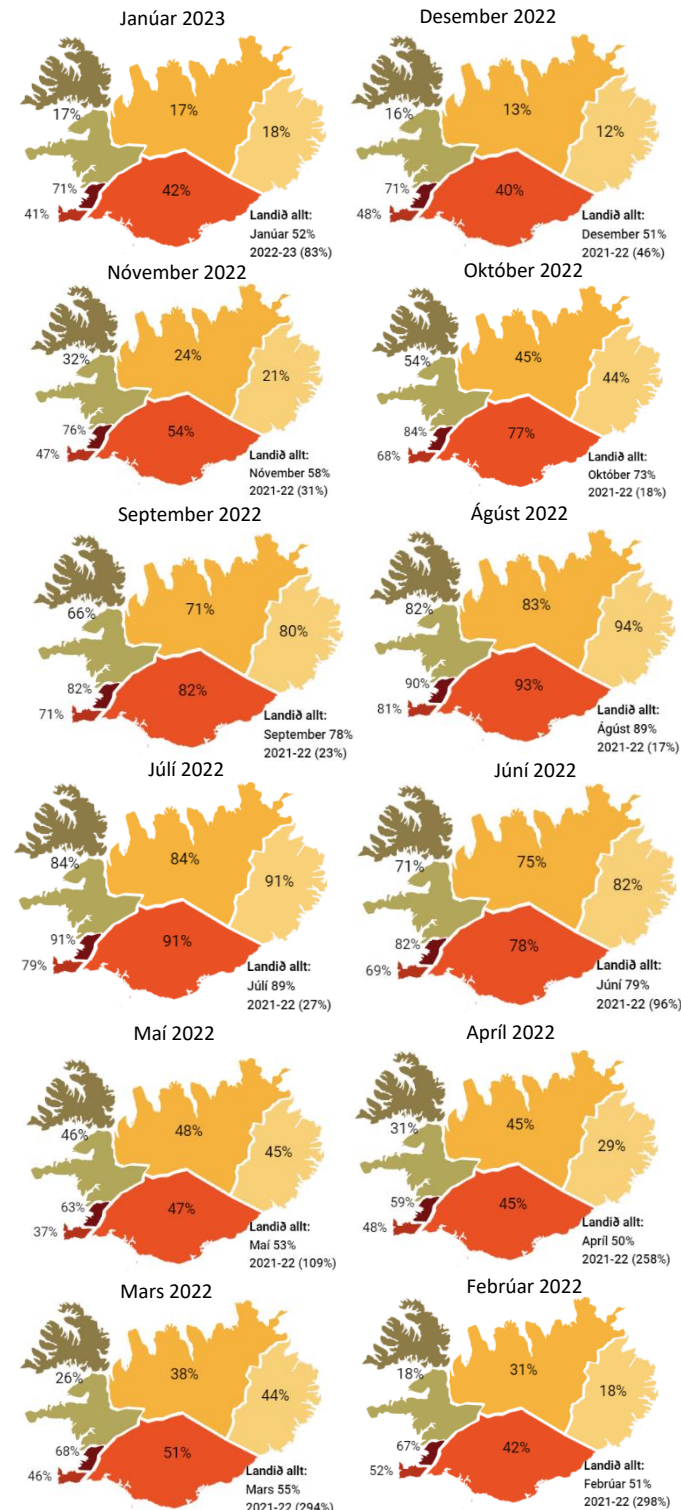 Janúar 2023
17%
17%
18%
71%
42%
41%
Landið allt:
Janúar 52%
2022-23 (83%)
Desember 2022
16%
13%
12%
71%
40%
48%
Landið allt:
Desember 51%
2021-22 (46%)
Nóvember 2022
32%
24%
21%
76%
54%
47%
Landið allt:
Nóvember 58%
2021-22 (31%)
Október 2022
54%
45%
44%
84%
77%
68%
Landið allt:
Október 73%
2021-22 (18%)
September 2022
66%
71%
80%
82%
82%
71%
Landið allt:
September 78%
2021-22 (23%)
Ágúst 2022
82%
83%
94%
90%
93%
81%
Landið allt:
Ágúst 89%
2021-22 (17%)
Júlí 2022
84%
84%
91%
91%
91%
79%
Landið allt:
Júlí 89%
2021-22 (27%)
Júní 2022
71%
75%
82%
82%
78%
69%
Landið allt:
Júní 79%
2021-22 (96%)
Maí 2022
46%
48%
45%
63%
47%
37%
Landið allt:
Maí 53%
2021-22 (109%)
Apríl 2022
31%
45%
29%
59%
45%
48%
Landið allt:
Apríl 50%
2021-22 (258%)
Mars 2022
26%
38%
44%
68%
51%
46%
Landið allt:
Mars 55%
2021-22 (294%)
Febrúar 2022
18%
31%
18%
67%
42%
52%
Landið allt:
Febrúar 51%
2021-22 (298%)